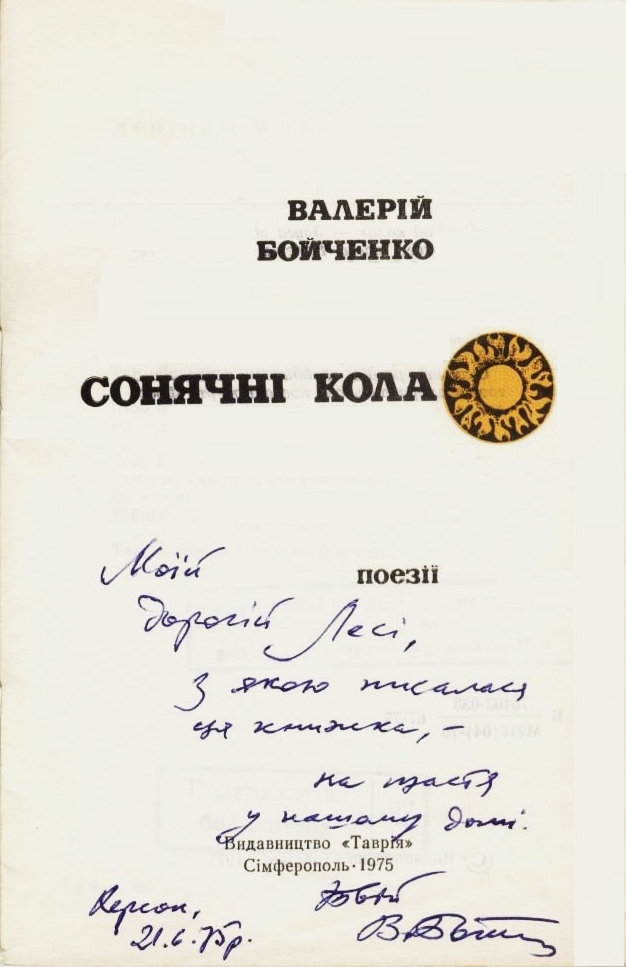 ВАЛЕРІЙ
БОЙЧЕНКО
СОНЯЧНІ КОЛА
поезії
Моїй
дорогій Лесі,
з якою писалася
ця книжка, –
на щастя
у нашому домі.
Видавництво «Таврія»
Сімферополь · 1975
Твій
Херсон,
21.6.75р.